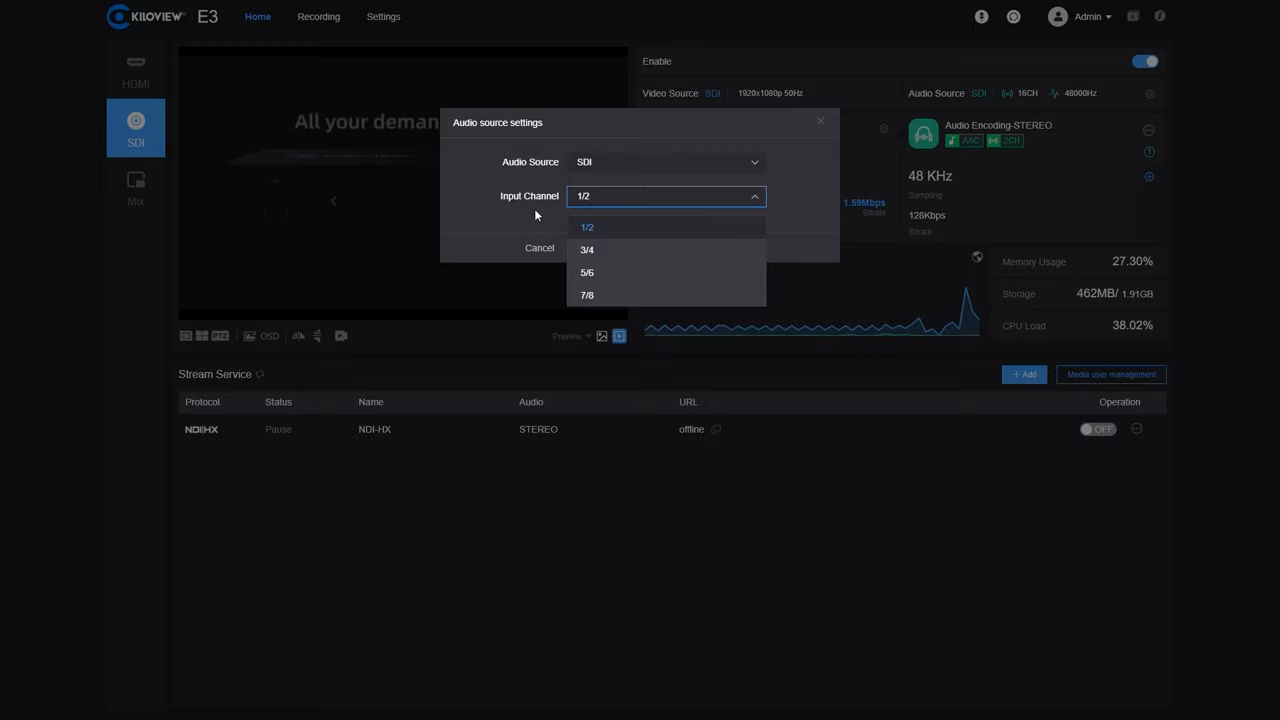 KILOVIEW E3 Home Recording Settings Admin
HDMI
SDI
Mix
All your deman
Enable
Video Source SDI 1920x1080p 50Hz
Audio Source SDI 16CH 48000Hz
Audio source settings
Audio Source SDI
Input Channel 1/2
1/2
3/4
5/6
7/8
Cancel
Audio Encoding-STEREO
AAC 2CH
1
48 KHz
Sampling
128Kbps
Bitrate
1.59Mbps
Bitrate
Memory Usage 27.30%
Storage 462MB/ 1.91GB
CPU Load 38.02%
PTZ OSD Preview
Stream Service + Add Media user management
Protocol Status Name Audio URL Operation
NDI|HX Pause NDI-HX STEREO offline OFF